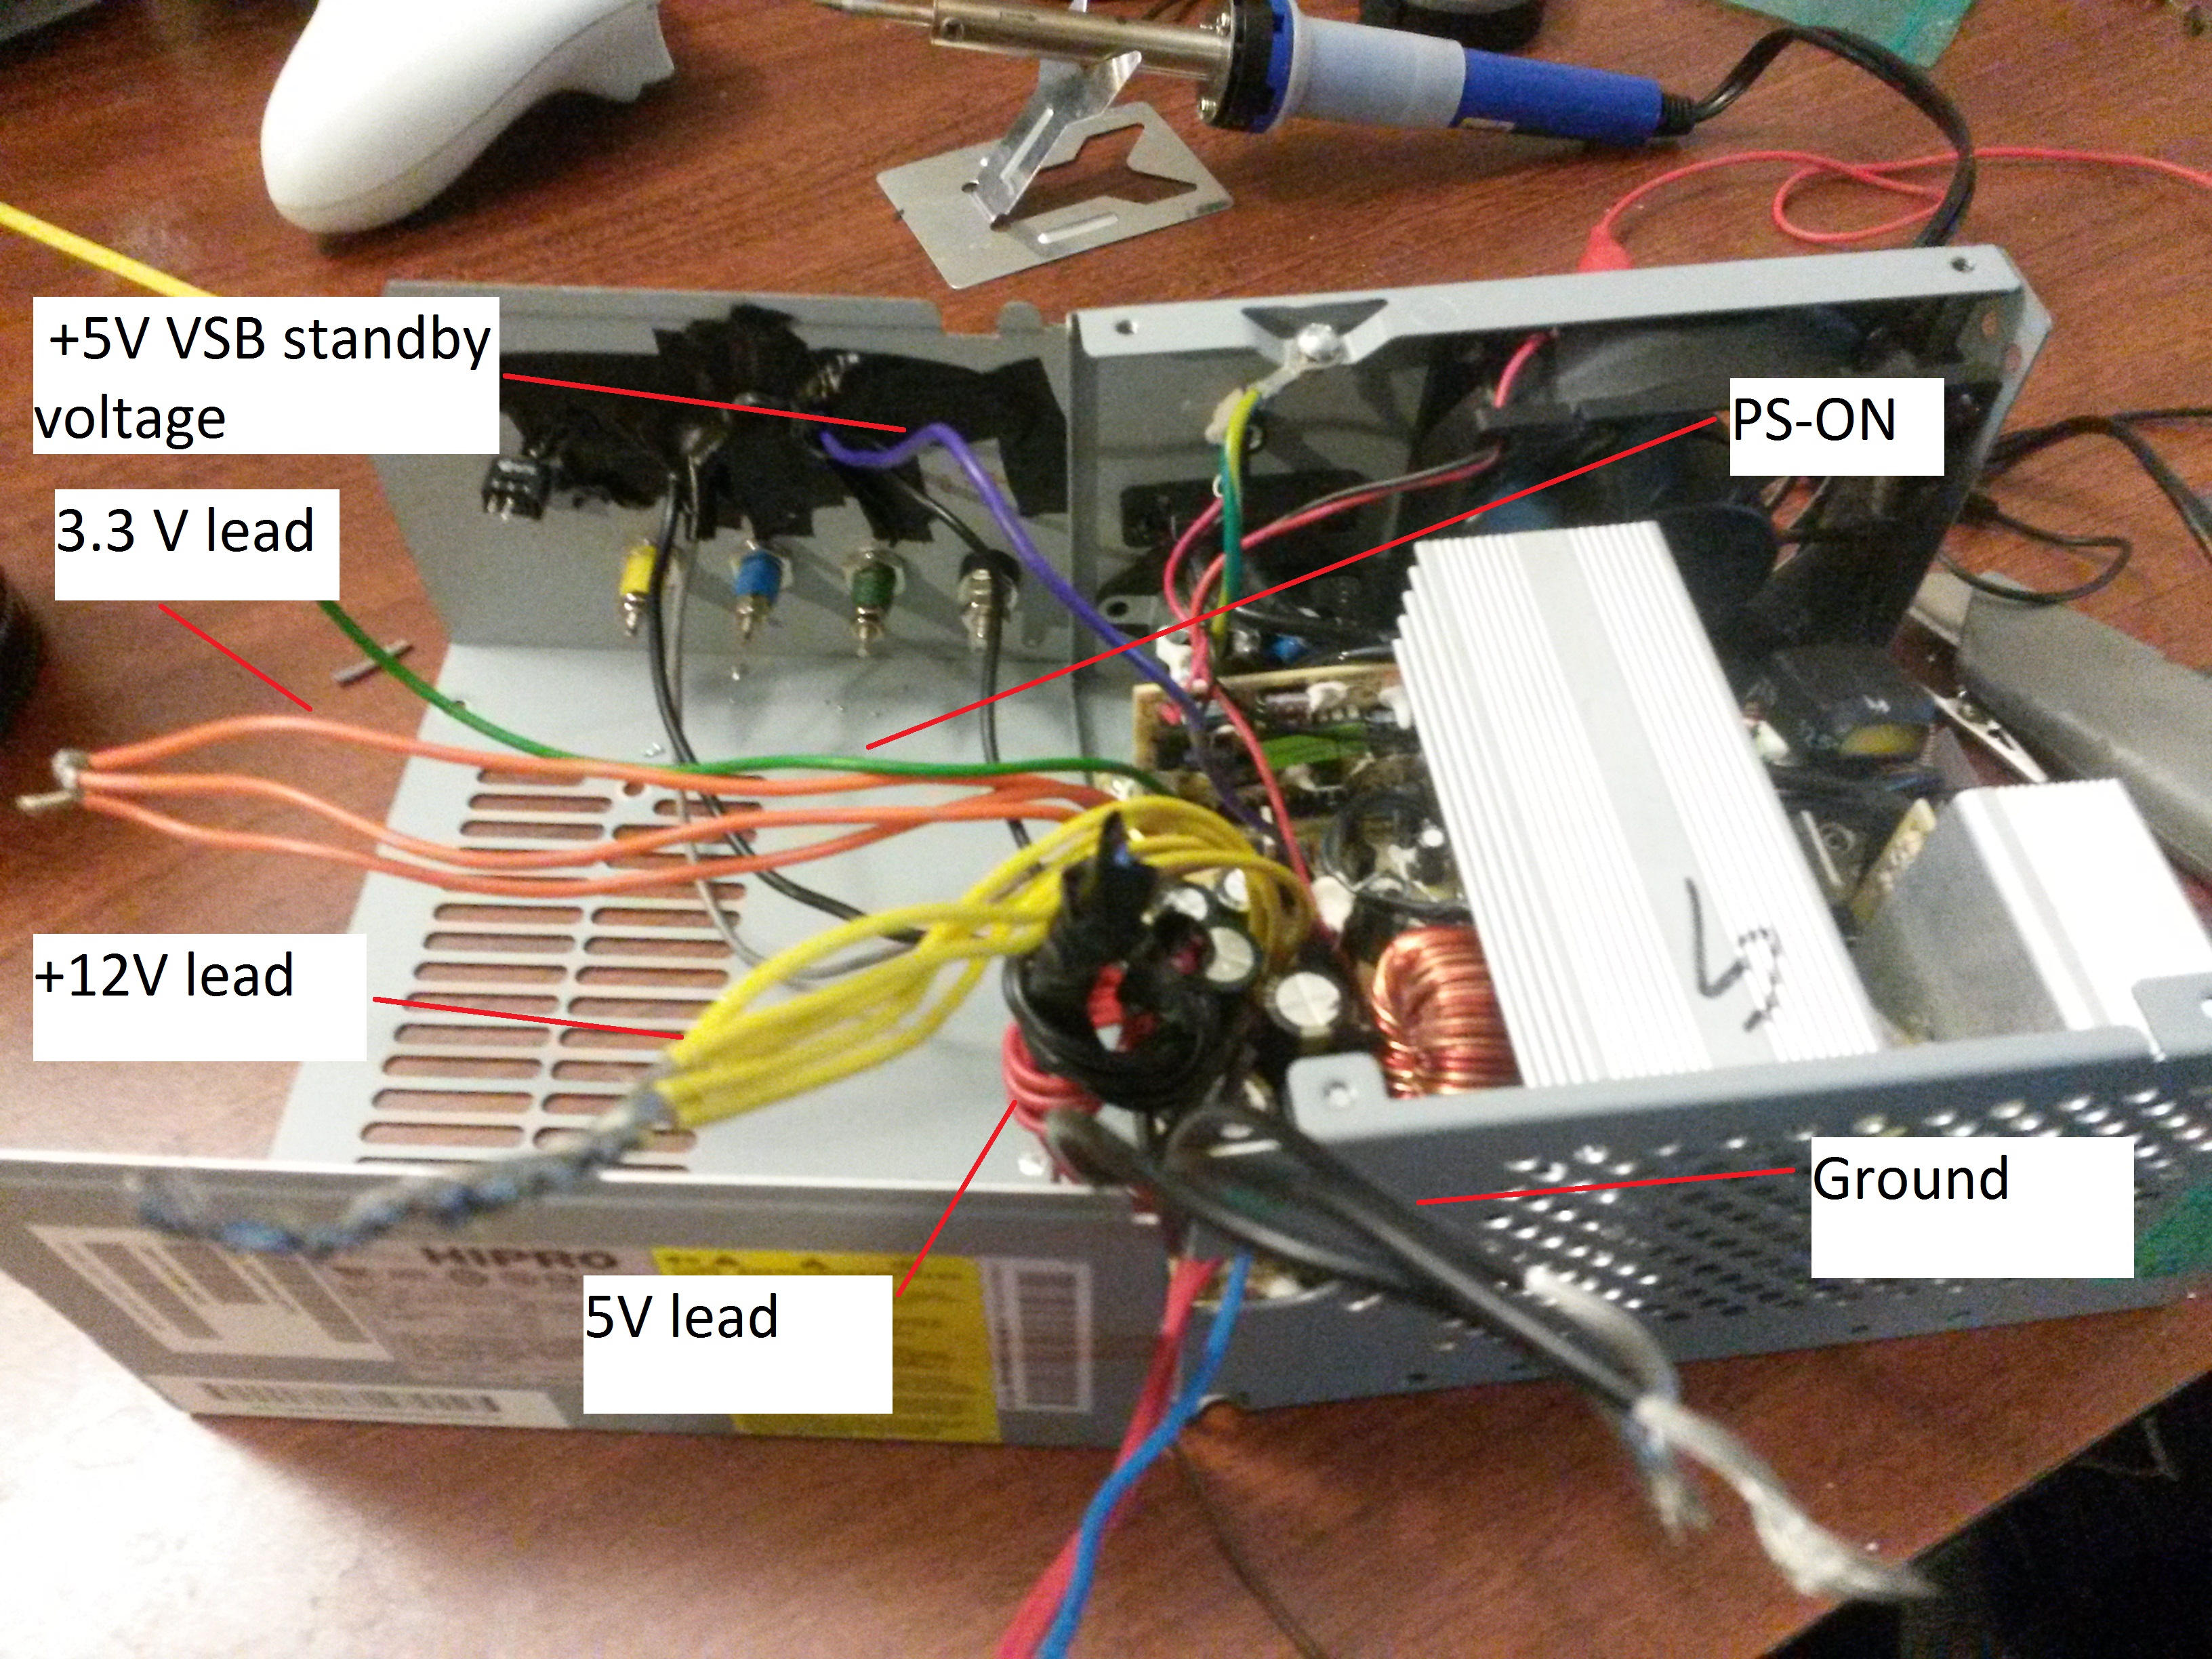 +5V VSB standby
voltage
PS-ON
3.3 V lead
+12V lead
Ground
HIPRO
5V lead